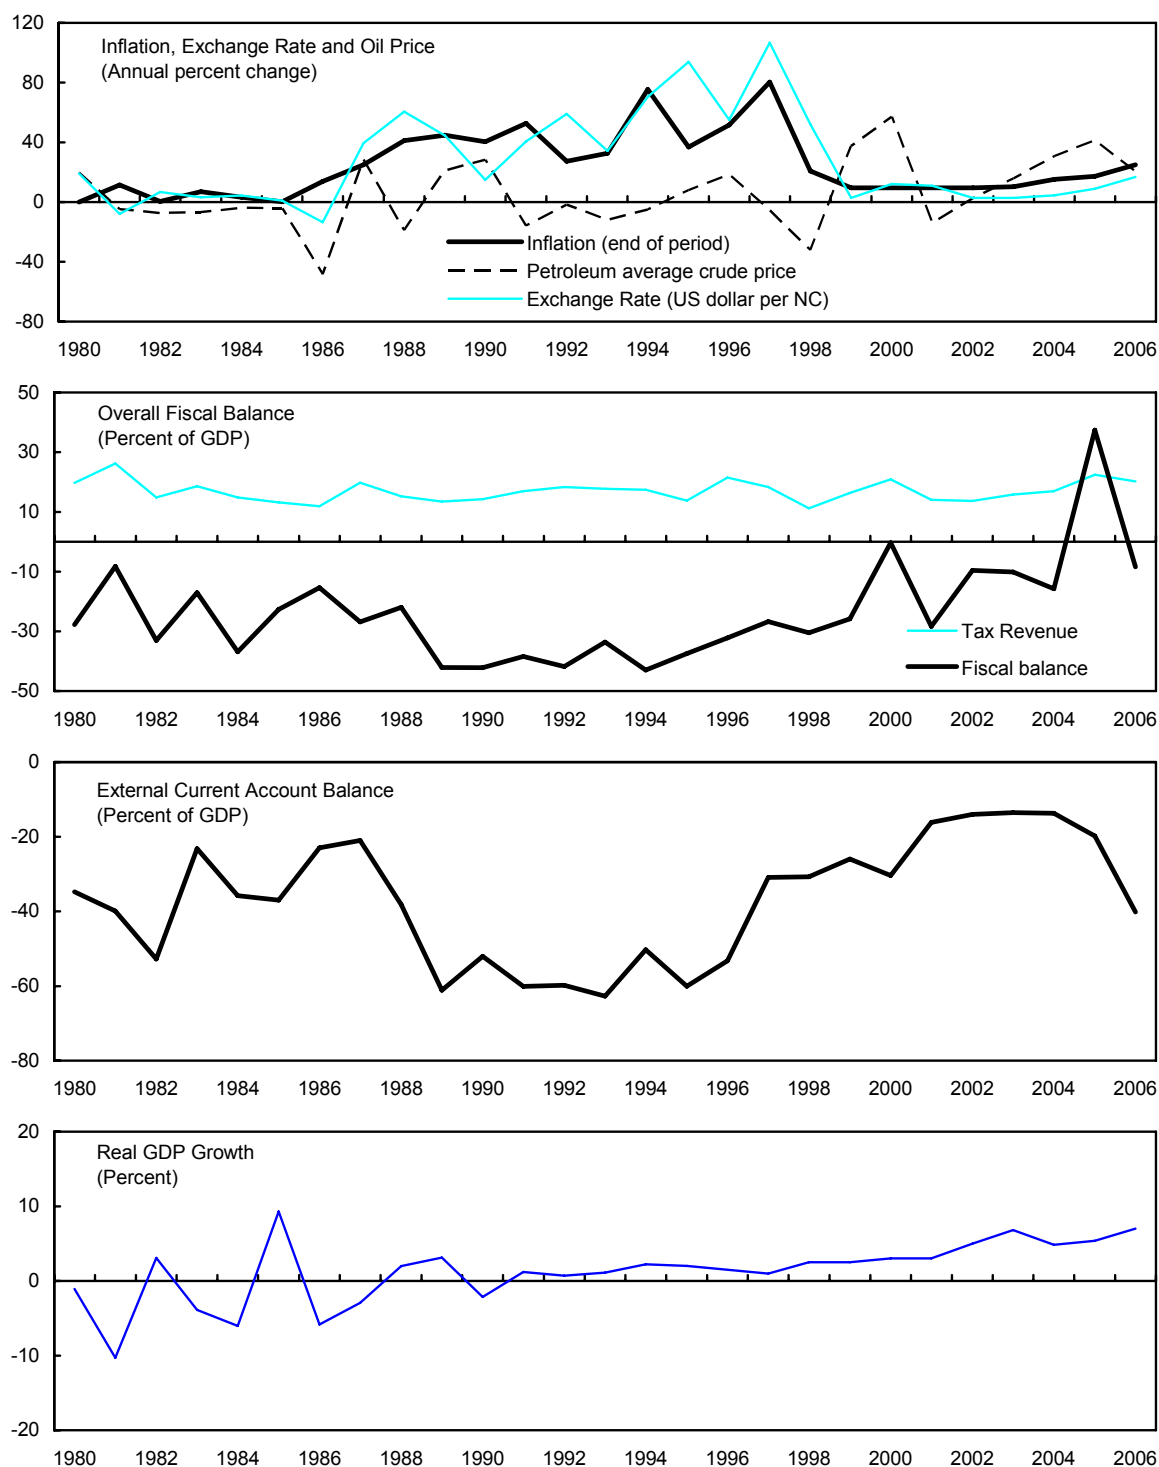 120
80
40
0
-40
-80
Inflation, Exchange Rate and Oil Price
(Annual percent change)
Inflation (end of period)
Petroleum average crude price
Exchange Rate (US dollar per NC)
1980 1982 1984 1986 1988 1990 1992 1994 1996 1998 2000 2002 2004 2006
50
30
10
-10
-30
-50
Overall Fiscal Balance
(Percent of GDP)
Tax Revenue
Fiscal balance
1980 1982 1984 1986 1988 1990 1992 1994 1996 1998 2000 2002 2004 2006
0
-20
-40
-60
-80
External Current Account Balance
(Percent of GDP)
1980 1982 1984 1986 1988 1990 1992 1994 1996 1998 2000 2002 2004 2006
20
10
0
-10
-20
Real GDP Growth
(Percent)
1980 1982 1984 1986 1988 1990 1992 1994 1996 1998 2000 2002 2004 2006